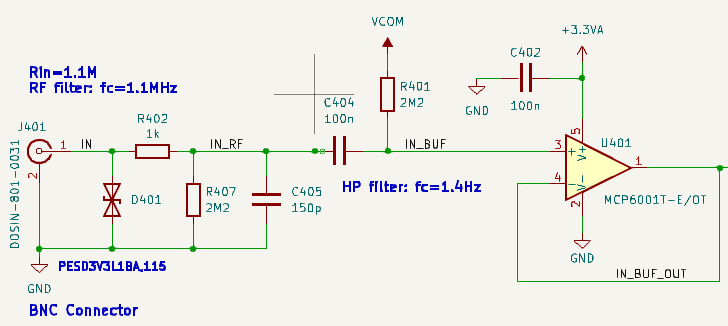 VCOM
+3.3VA
Rin=1.1M
RF filter: fc=1.1MHz
R401
2M2
C402
100n
GND
C404
100n
R402
1k
J401
1
IN
IN_RF
IN_BUF
3
5
U401
+
V+
1
4
-
V-
2
MCP6001T-E/OT
DOSIN-801-0031
2
D401
R407
2M2
C405
150p
HP filter: fc=1.4Hz
GND
PESD3V3L1BA,115
GND
IN_BUF_OUT
BNC Connector